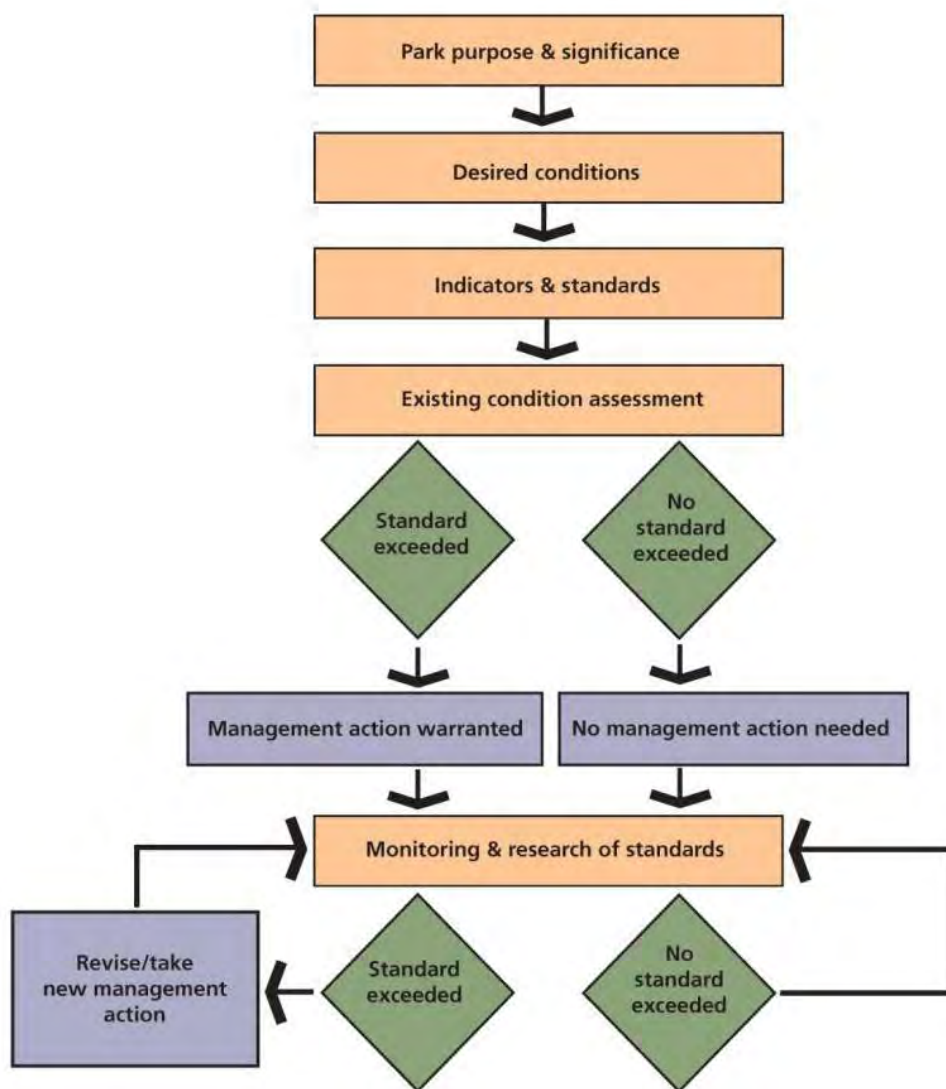 Park purpose & significance
Desired conditions
Indicators & standards
Existing condition assessment
Standard
exceeded
No
standard
exceeded
Management action warranted
No management action needed
Monitoring & research of standards
Revise/take
new management
action
Standard
exceeded
No
standard
exceeded